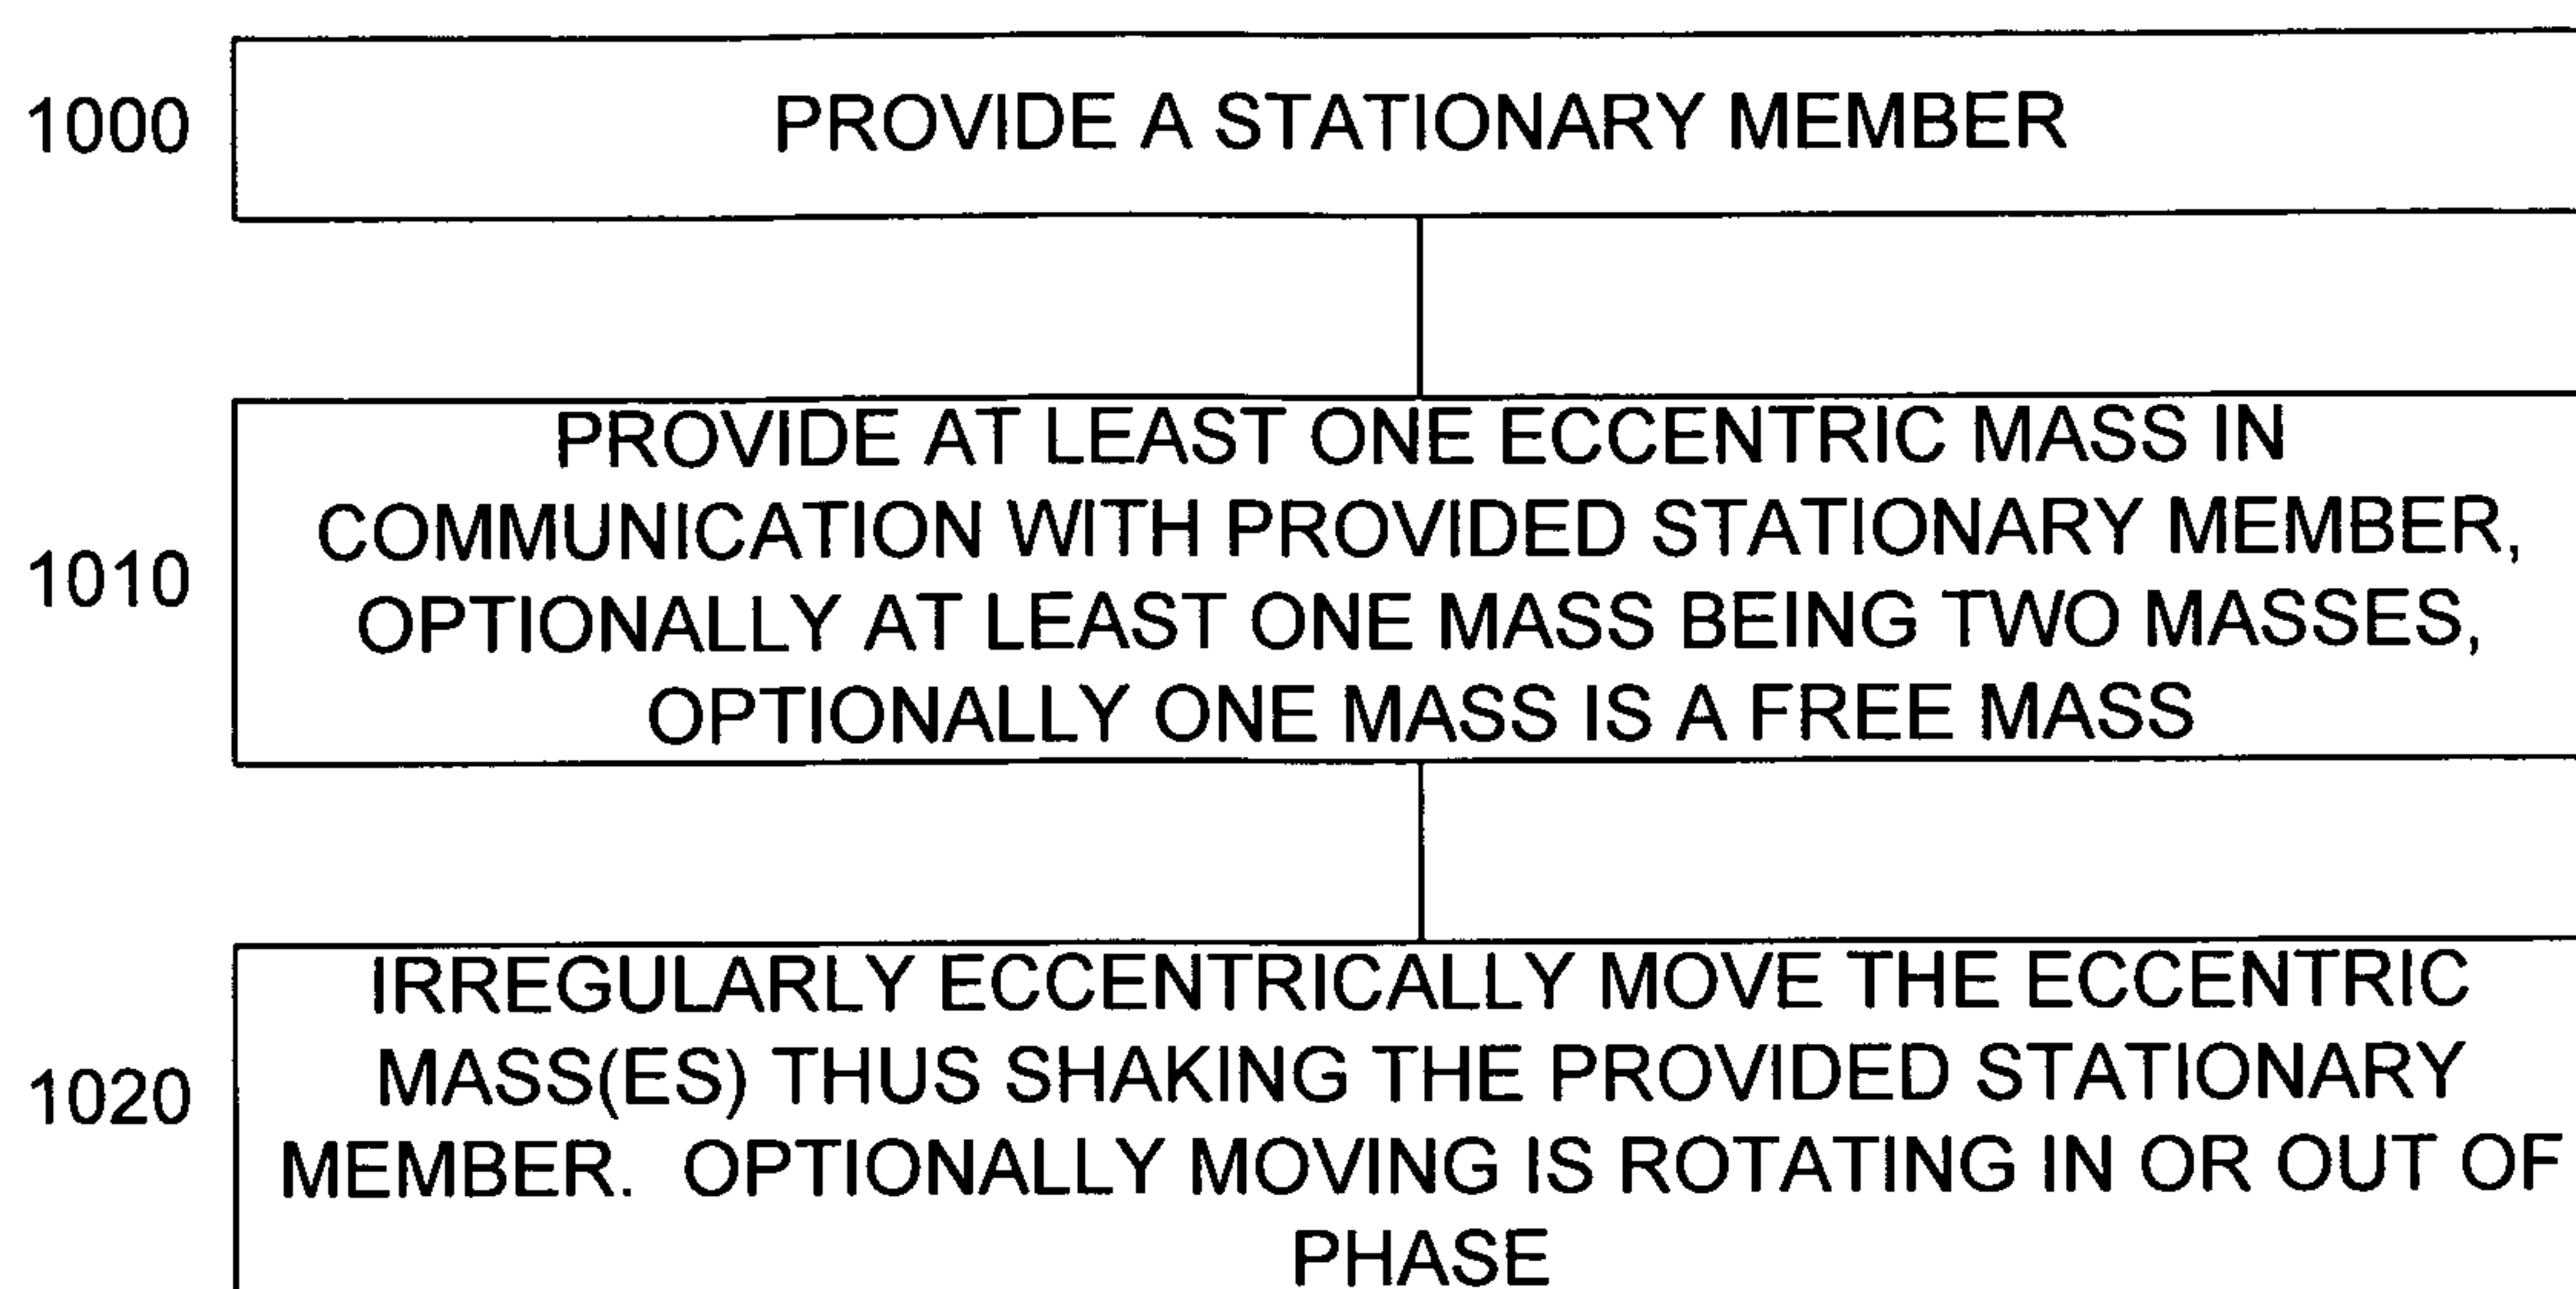 1000
PROVIDE A STATIONARY MEMBER
PROVIDE AT LEAST ONE ECCENTRIC MASS IN
COMMUNICATION WITH PROVIDED STATIONARY MEMBER,
1010
OPTIONALLY AT LEAST ONE MASS BEING TWO MASSES,
OPTIONALLY ONE MASS IS A FREE MASS
IRREGULARLY ECCENTRICALLY MOVE THE ECCENTRIC
MASS(ES) THUS SHAKING THE PROVIDED STATIONARY
1020
MEMBER. OPTIONALLY MOVING IS ROTATING IN OR OUT OF
PHASE